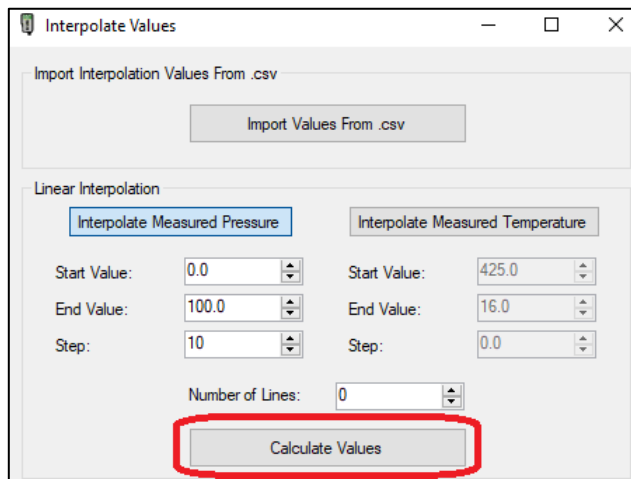 Interpolate Values
Import Interpolation Values From .csv
Import Values From .csv
Linear Interpolation
Interpolate Measured Pressure Interpolate Measured Temperature
Start Value: 0.0 Start Value: 425.0
End Value: 100.0 End Value: 16.0
Step: 10 Step: 0.0
Number of Lines: 0
Calculate Values